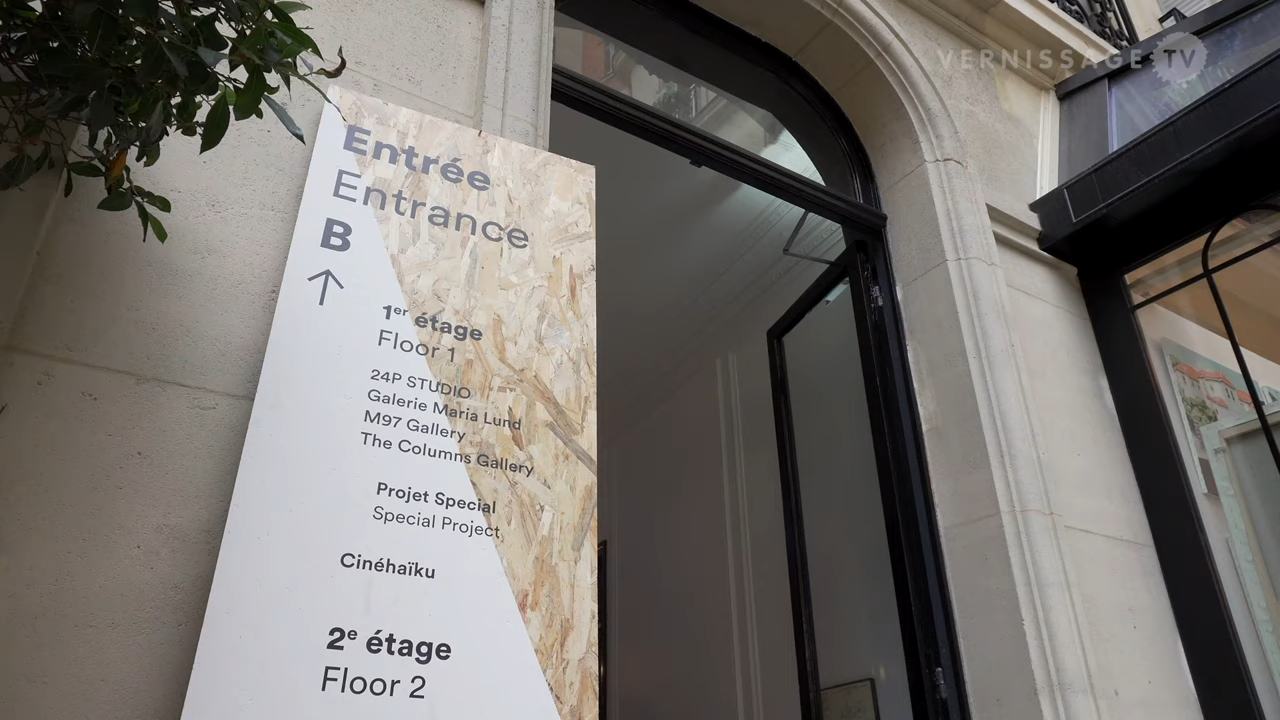 VERNISSAGE TV
Entrée
Entrance
B
1er étage
Floor 1
24P STUDIO
Galerie Maria Lund
M97 Gallery
The Columns Gallery
Projet Special
Special Project
Cinéhaïku
2e étage
Floor 2